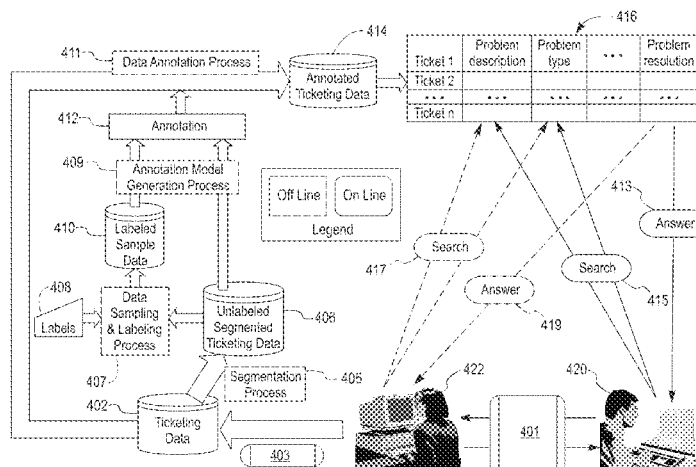 411
Data Annotation Process
414
Annotated
Ticketing Data
416
Ticket 1
Problem
description
Problem
type
• • •
Problem
resolution
Ticket 2
• • •
• • •
• • •
• • •
Ticket n
412
Annotation
409
Annotation Model
Generation Process
410
Labeled
Sample
Data
Off Line
On Line
Legend
413
Answer
417
Search
Answer
419
Search
415
408
Labels
Data
Sampling
& Labeling
Process
407
Unlabeled
Segmented
Ticketing Data
406
405
Segmentation
Process
402
Ticketing
Data
403
422
401
420